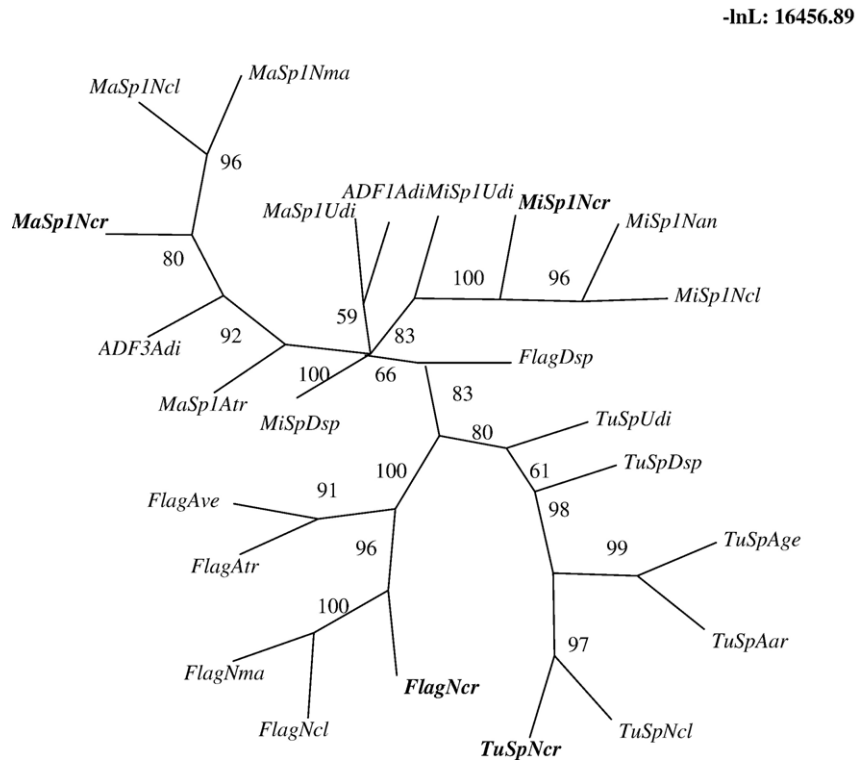 -lnL: 16456.89
MaSp1Ncl
MaSp1Nma
96
MaSp1Ncr
80
ADF3Adi
92
MaSp1Atr
MaSp1Udi
ADF1Adi
MiSp1Udi
59
83
100
MiSp1Ncr
96
MiSp1Nan
MiSp1Ncl
100
MiSpDsp
66
FlagDsp
83
80
TuSpUdi
61
TuSpDsp
98
99
TuSpAge
TuSpAar
97
TuSpNcl
TuSpNcr
100
91
FlagAve
FlagAtr
96
100
FlagNma
FlagNcl
FlagNcr